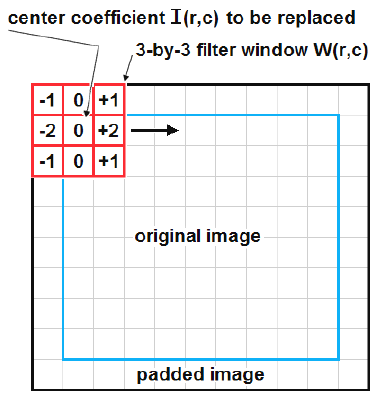 center coefficient I(r,c) to be replaced
3-by-3 filter window W(r,c)
-1 0 +1
-2 0 +2
-1 0 +1
original image
padded image